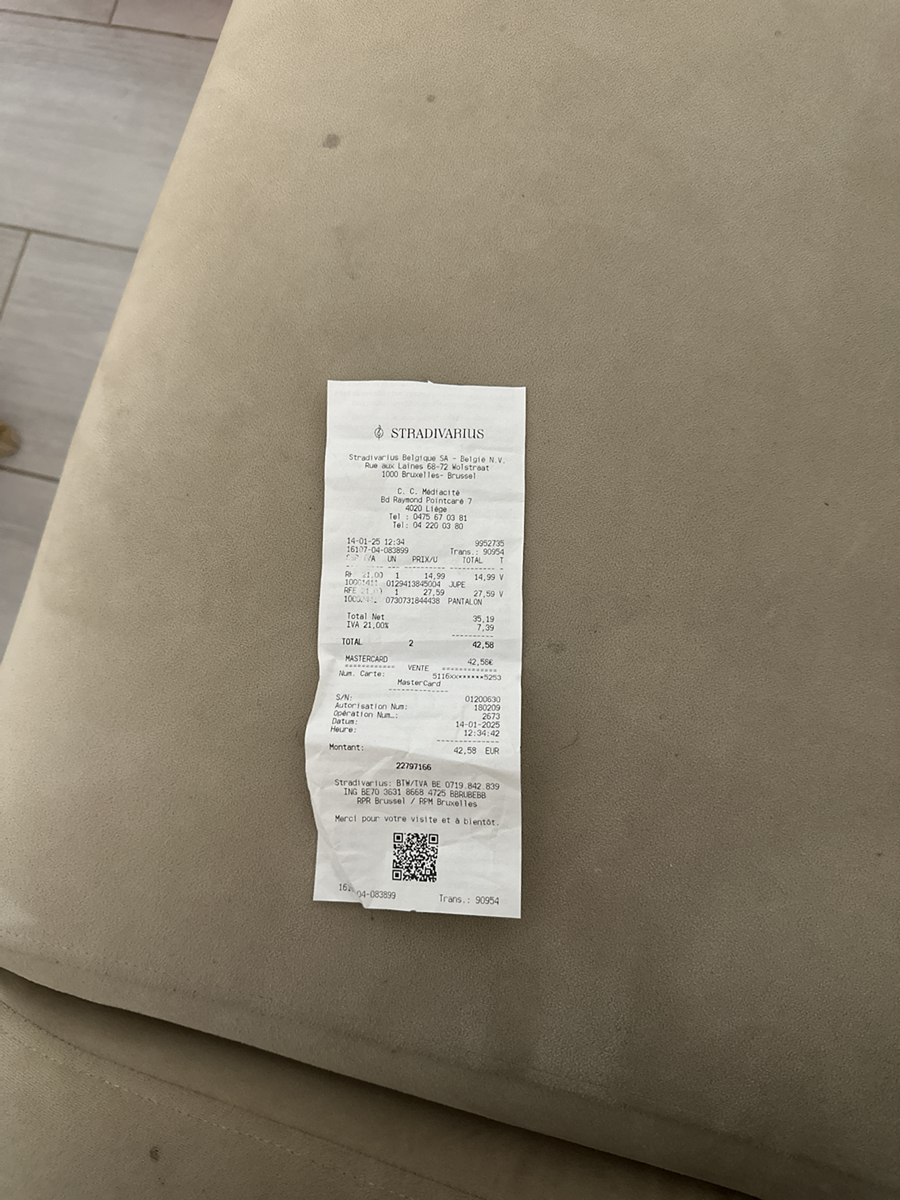 STRADIVARIUS
Stradivarius Belgique SA - België N.V.
Rue aux Laines 68-72 Wolstraat
1000 Bruxelles- Brussel
C. C. Médiacité
Bd Raymond Pointcaré 7
4020 Liège
Tel : 0475 67 03 81
Tel: 04 220 03 80
14-01-25 12:34 9952735
16107-04-083899 Trans.: 90954
UN PRIX/U TOTAL T
21.00 1 14,99 14,99 V
0129413845004 JUPE
1 27,59 27,59 V
0730731844438 PANTALON
Total Net 35,19
IVA 21,00% 7,39
TOTAL 2 42,58
MASTERCARD 42,58€
VENTE
Num. Carte: 5116xx******5253
MasterCard
S/N: 01200630
Autorisation Num: 180209
Opération Num.: 2673
Datum: 14-01-2025
Heure: 12:34:42
Montant: 42,58 EUR
22797166
Stradivarius: BTW/IVA BE 0719.842.839
ING BE70 3631 8668 4725 BBRUBEBB
RPR Brussel / RPM Bruxelles
Merci pour votre visite et à bientôt.
04-083899 Trans.: 90954